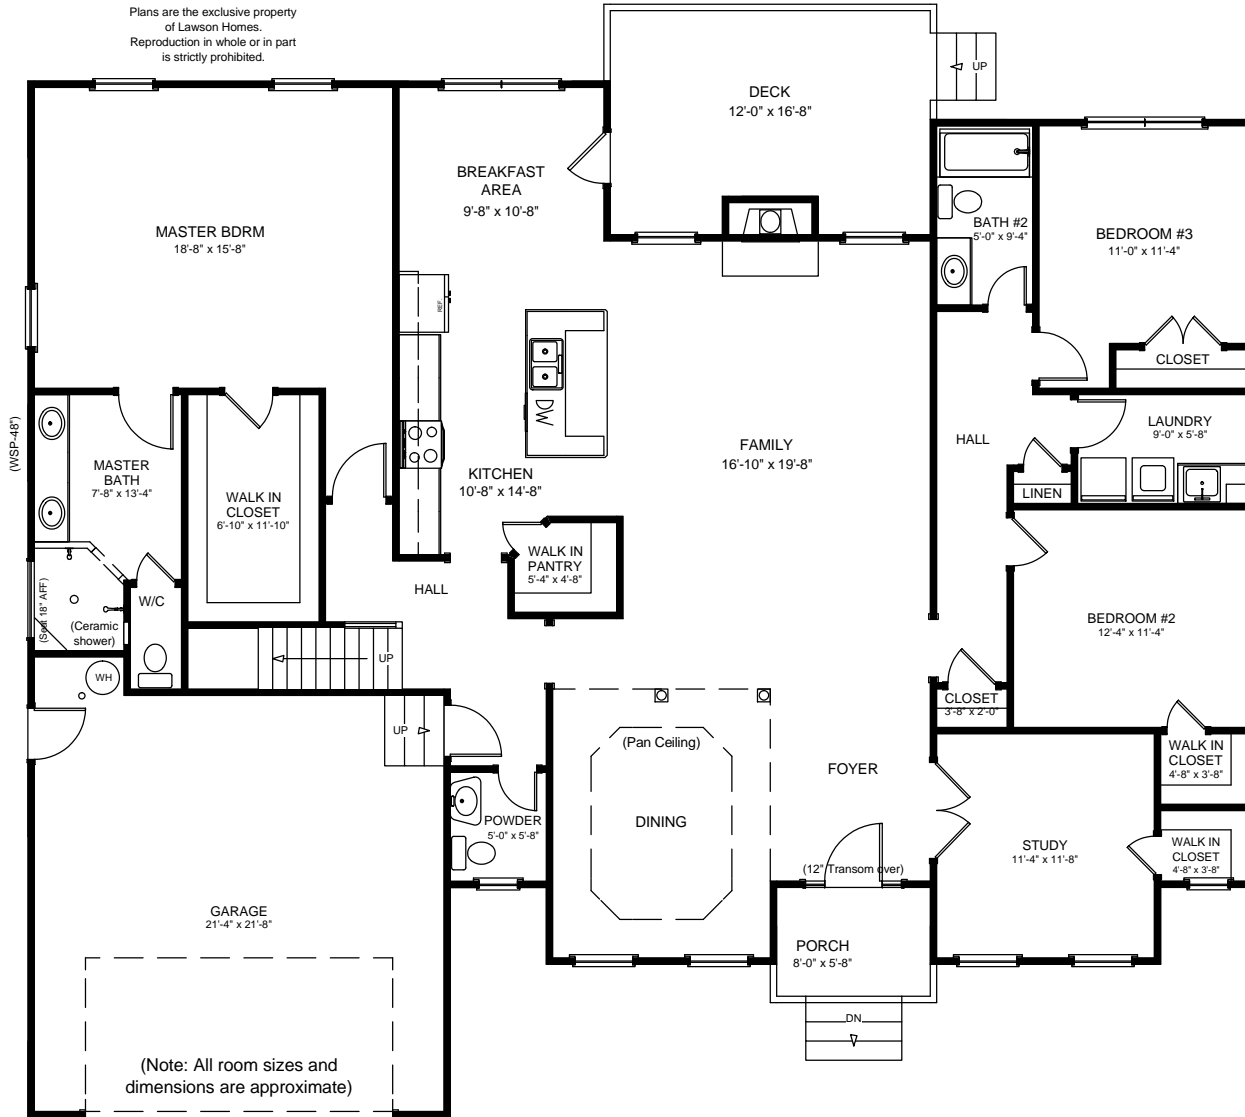 Plans are the exclusive property
of Lawson Homes.
Reproduction in whole or in part
is strictly prohibited.
DECK
12'-0" x 16'-8"
UP
BREAKFAST
AREA
9'-8" x 10'-8"
MASTER BDRM
18'-8" x 15'-8"
BATH #2
5'-0" x 9'-4"
BEDROOM #3
11'-0" x 11'-4"
REF.
CLOSET
DW
(WSP-48")
LAUNDRY
9'-0" x 5'-8"
HALL
FAMILY
16'-10" x 19'-8"
MASTER
BATH
7'-8" x 13'-4"
KITCHEN
10'-8" x 14'-8"
WALK IN
CLOSET
6'-10" x 11'-10"
LINEN
WALK IN
PANTRY
5'-4" x 4'-8"
HALL
W/C
(Seat 18" AFF)
(Ceramic
shower)
BEDROOM #2
12'-4" x 11'-4"
UP
WH
CLOSET
3'-8" x 2'-0"
UP
(Pan Ceiling)
WALK IN
CLOSET
4'-8" x 3'-8"
FOYER
POWDER
5'-0" x 5'-8"
DINING
STUDY
11'-4" x 11'-8"
WALK IN
CLOSET
4'-8" x 3'-8"
(12" Transom over)
GARAGE
21'-4" x 21'-8"
PORCH
8'-0" x 5'-8"
DN
(Note: All room sizes and
dimensions are approximate)